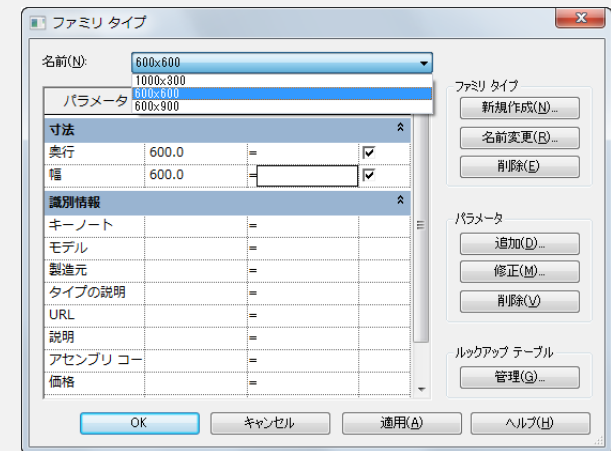 ファミリ タイプ
名前(N):
600x600
1000x300
600x600
600x900
パラメータ
寸法
奥行 600.0 =
幅 600.0 =
識別情報
キーノート =
モデル =
製造元 =
タイプの説明 =
URL =
説明 =
アセンブリ コー =
価格 =
ファミリ タイプ
新規作成(N)...
名前変更(R)...
削除(E)
パラメータ
追加(D)...
修正(M)...
削除(V)
ルックアップ テーブル
管理(G)...
OK キャンセル 適用(A) ヘルプ(H)